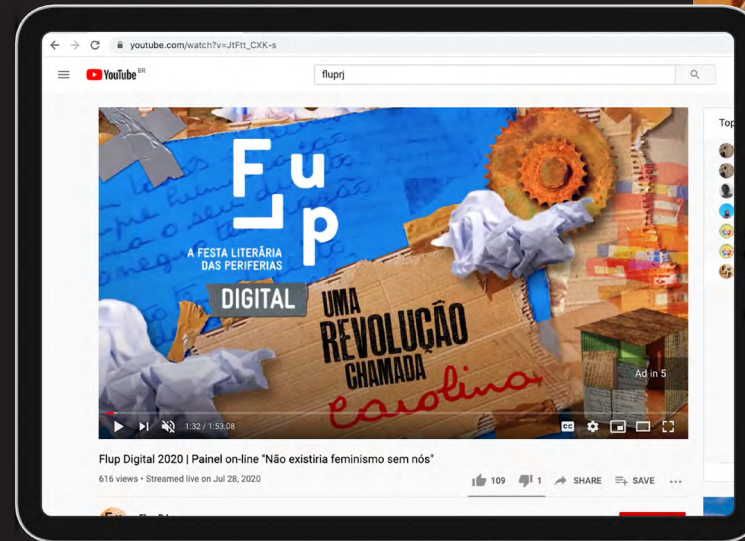 youtube.com/watch?v=JtFtt_CXK-s
YouTube BR
fluprj
Top
Flup
A FESTA LITERÁRIA
DAS PERIFERIAS
DIGITAL
UMA
REVOLUÇÃO
CHAMADA
Carolina
Ad in 5
1:32 / 1:53:08
CC
Flup Digital 2020 | Painel on-line "Não existiria feminismo sem nós"
616 views • Streamed live on Jul 28, 2020
109
1
SHARE
SAVE